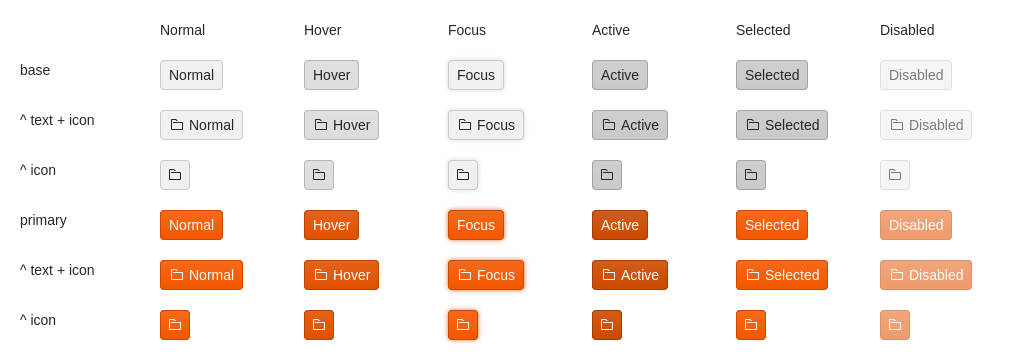 Normal Hover Focus Active Selected Disabled
base Normal Hover Focus Active Selected Disabled
^ text + icon Normal Hover Focus Active Selected Disabled
^ icon
primary Normal Hover Focus Active Selected Disabled
^ text + icon Normal Hover Focus Active Selected Disabled
^ icon